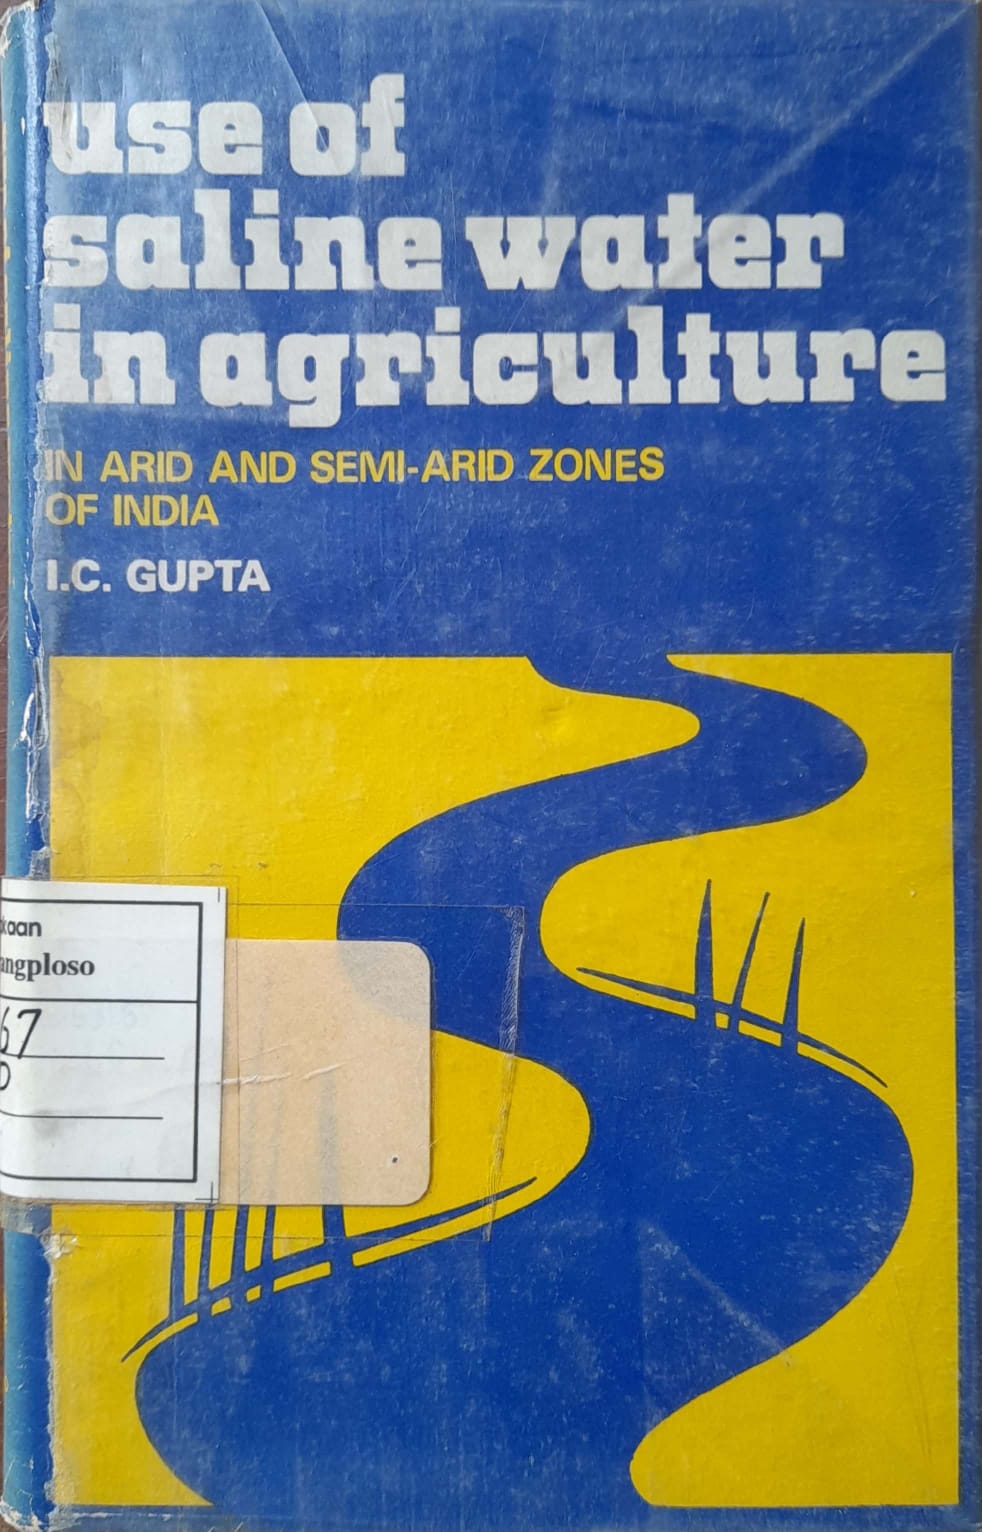 use of
saline water
in agriculture
IN ARID AND SEMI-ARID ZONES
OF INDIA
I.C. GUPTA
kaan
angploso
67